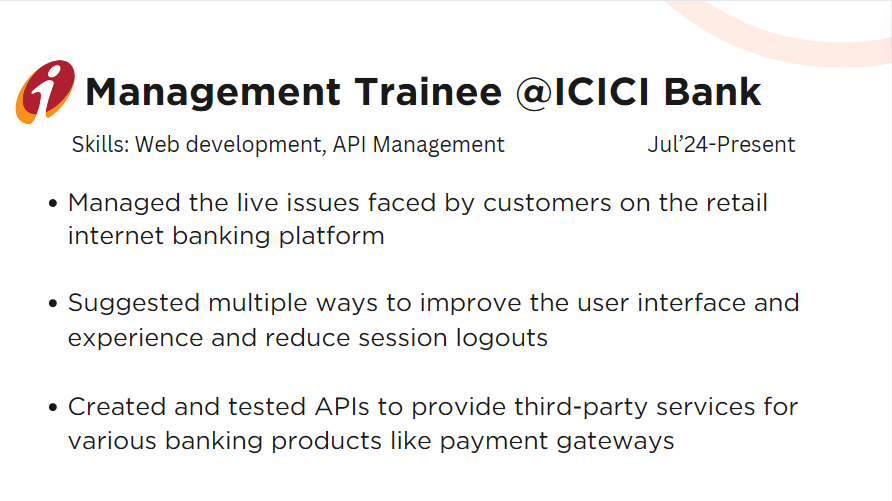 Management Trainee @ICICI Bank
Skills: Web development, API Management Jul’24-Present
• Managed the live issues faced by customers on the retail
internet banking platform
• Suggested multiple ways to improve the user interface and
experience and reduce session logouts
• Created and tested APIs to provide third-party services for
various banking products like payment gateways